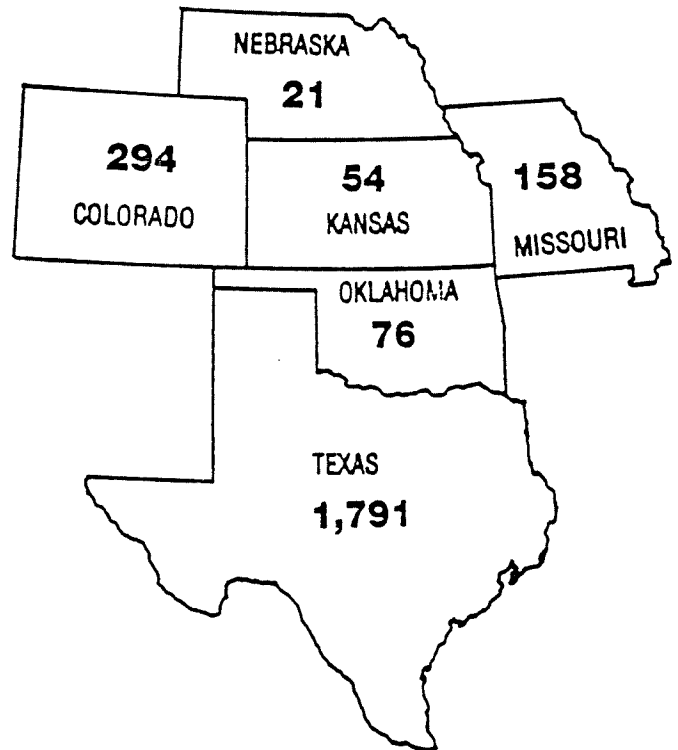 NEBRASKA
21
294
COLORADO
54
KANSAS
158
MISSOURI
OKLAHOMA
76
TEXAS
1,791